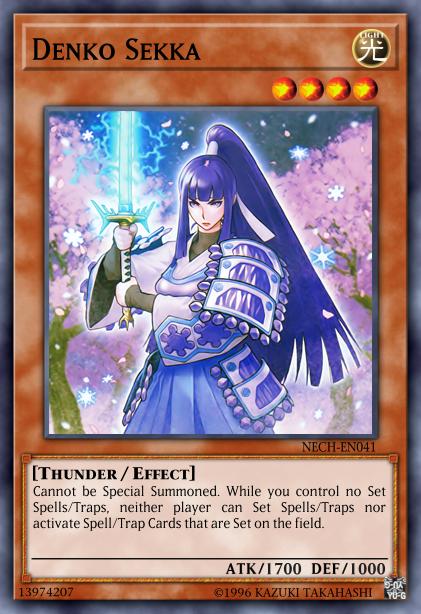 DENKO SEKKA
LIGHT
光
NECH-EN041
[THUNDER / EFFECT]
Cannot be Special Summoned. While you control no Set
Spells/Traps, neither player can Set Spells/Traps nor
activate Spell/Trap Cards that are Set on the field.
ATK/1700 DEF/1000
13974207
©1996 KAZUKI TAKAHASHI